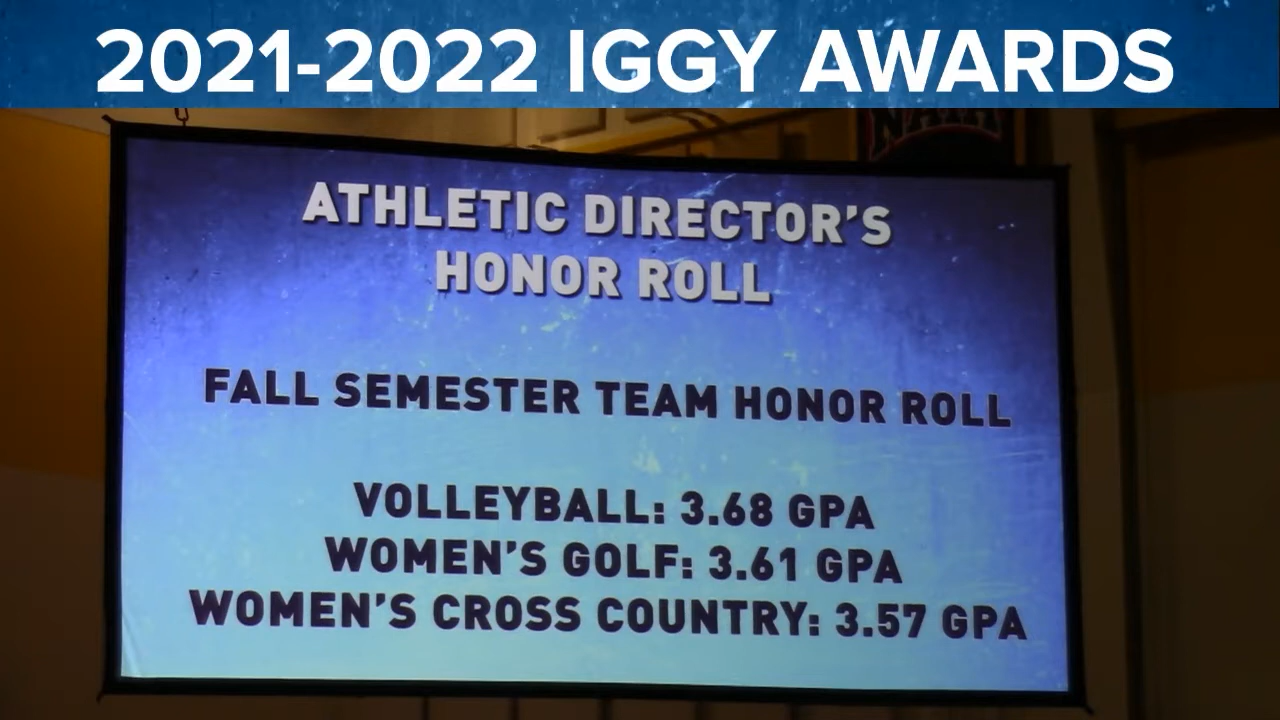 2021-2022 IGGY AWARDS
NAIA
ATHLETIC DIRECTOR'S
HONOR ROLL
FALL SEMESTER TEAM HONOR ROLL
VOLLEYBALL: 3.68 GPA
WOMEN'S GOLF: 3.61 GPA
WOMEN'S CROSS COUNTRY: 3.57 GPA